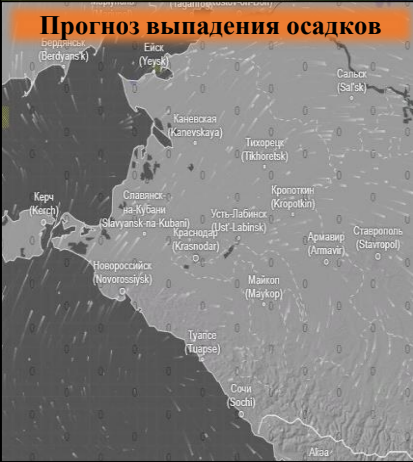 Прогноз выпадения осадков
Бердянськ
(Berdyans'k)
Ейск
(Yeysk)
Сальск
(Sal'sk)
Каневская
(Kanevskaya)
Тихорецк
(Tikhoretsk)
Кропоткин
(Kropotkin)
Керч
(Kerch)
Славянск-
на-Кубани
(Slavyansk-na-Kubani)
Усть-Лабинск
(Ust'-Labinsk)
Краснодар
(Krasnodar)
Армавир
(Armavir)
Ставрополь
(Stavropol)
Новороссийск
(Novorossiysk)
Майкоп
(Maykop)
Туапсе
(Tuapse)
Сочи
(Sochi)